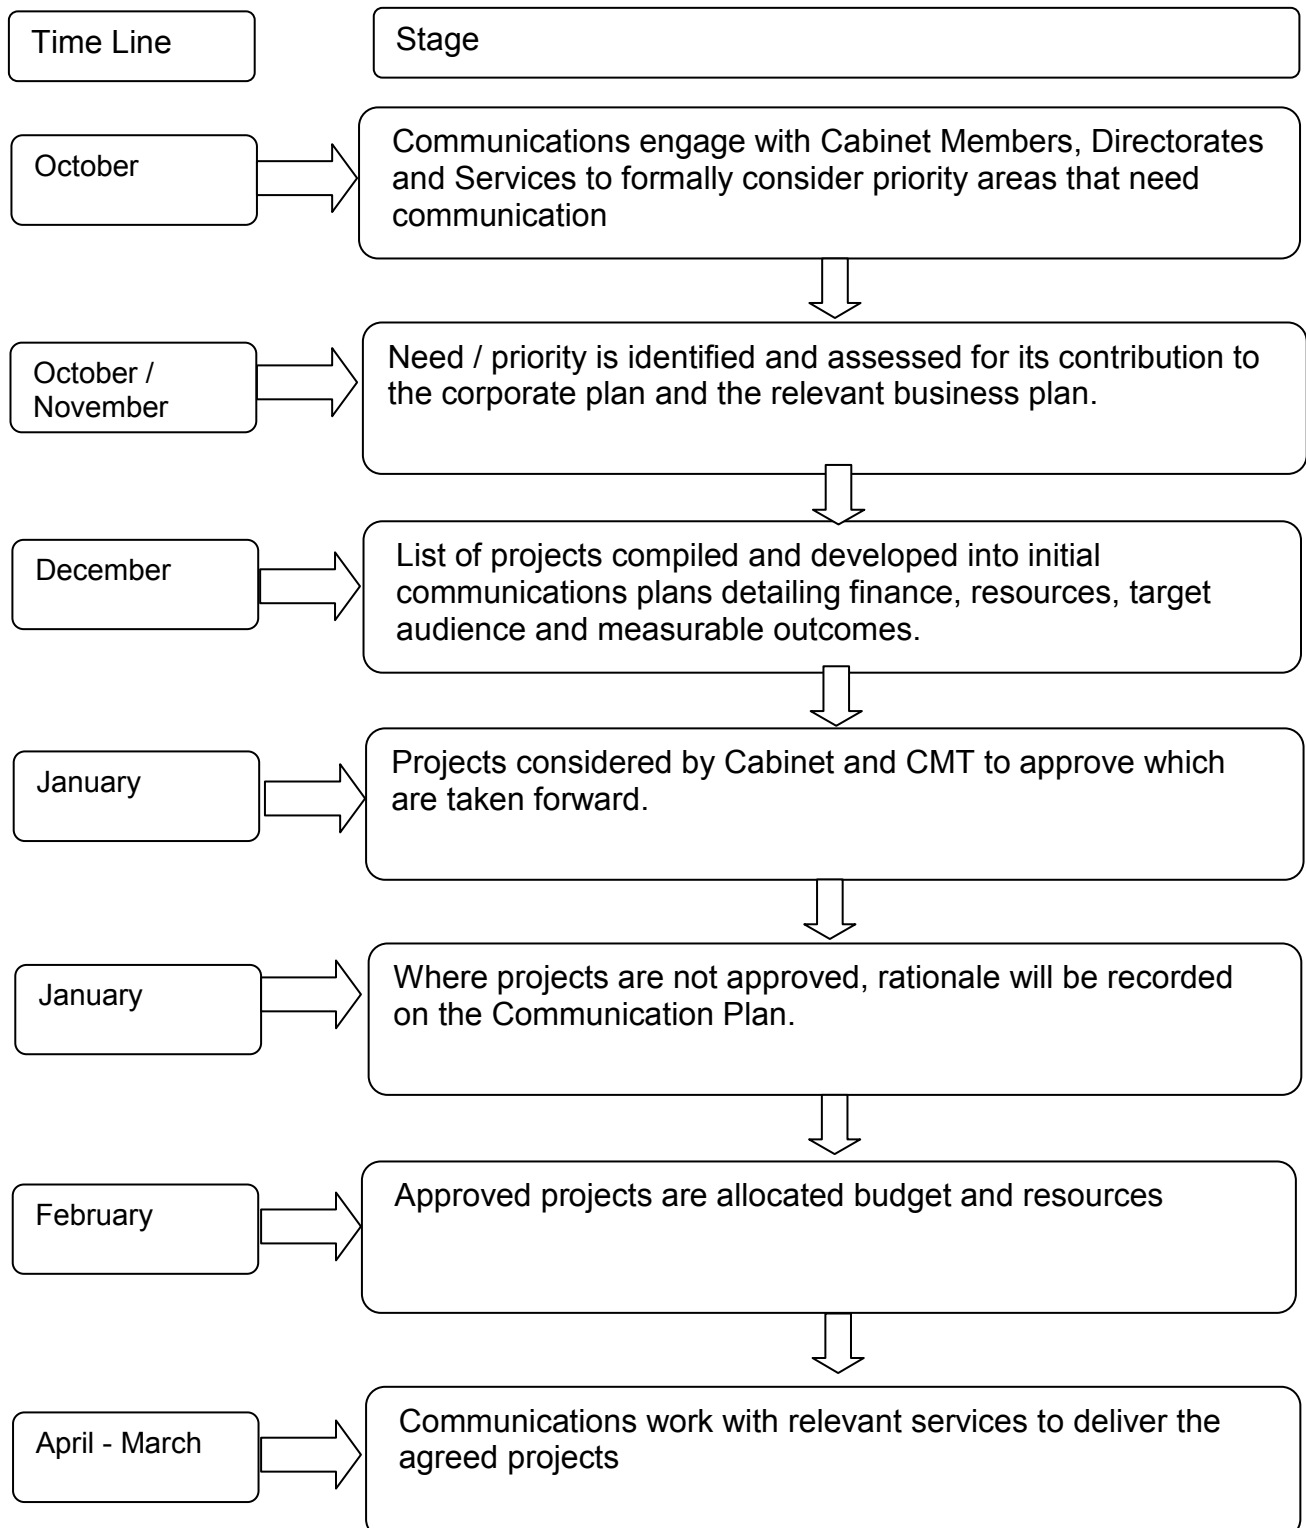 Time Line
Stage
October
Communications engage with Cabinet Members, Directorates
and Services to formally consider priority areas that need
communication
October /
November
Need / priority is identified and assessed for its contribution to
the corporate plan and the relevant business plan.
December
List of projects compiled and developed into initial
communications plans detailing finance, resources, target
audience and measurable outcomes.
January
Projects considered by Cabinet and CMT to approve which
are taken forward.
January
Where projects are not approved, rationale will be recorded
on the Communication Plan.
February
Approved projects are allocated budget and resources
April - March
Communications work with relevant services to deliver the
agreed projects